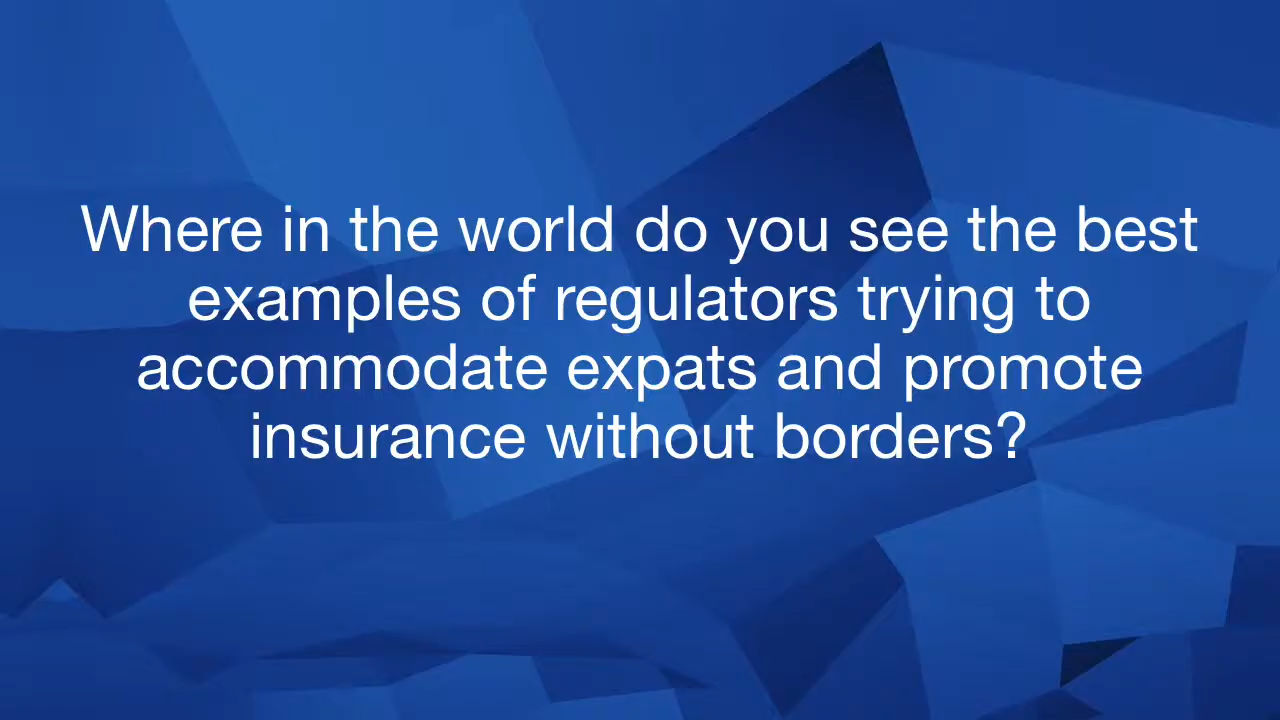 Where in the world do you see the best
examples of regulators trying to
accommodate expats and promote
insurance without borders?